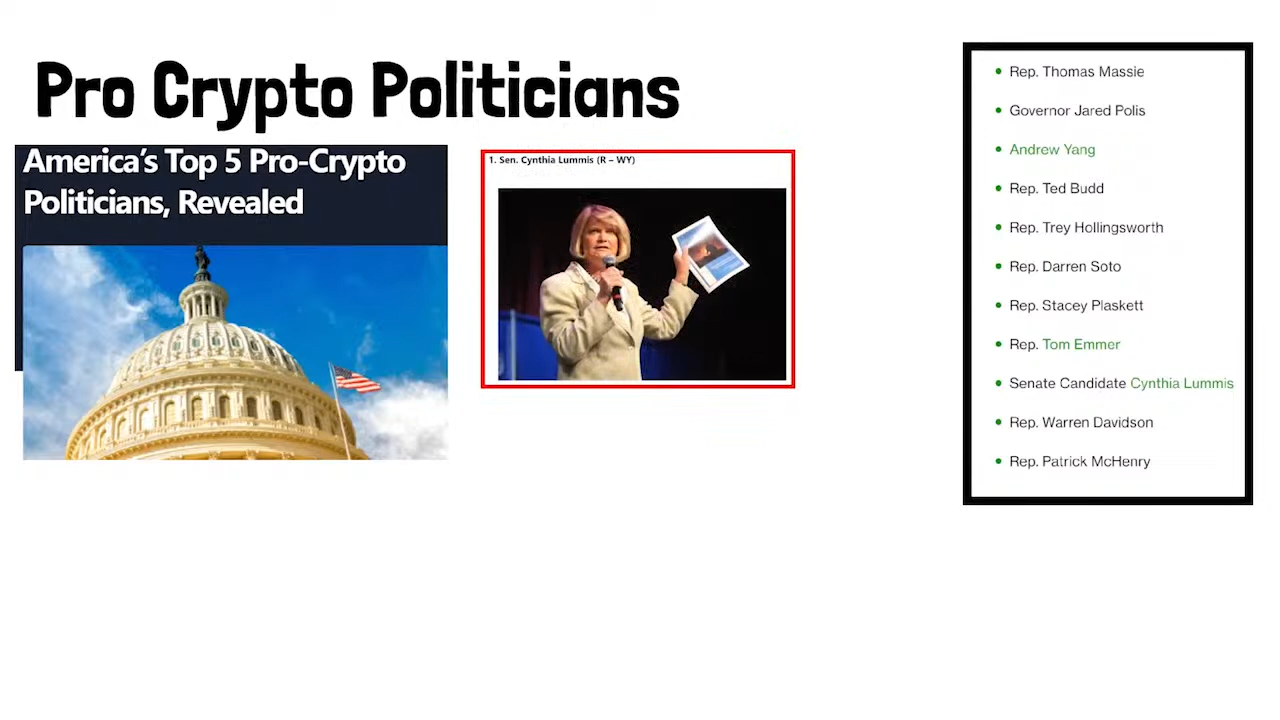 Pro Crypto Politicians
America's Top 5 Pro-Crypto
Politicians, Revealed
1. Sen. Cynthia Lummis (R – WY)
Rep. Thomas Massie
Governor Jared Polis
Andrew Yang
Rep. Ted Budd
Rep. Trey Hollingsworth
Rep. Darren Soto
Rep. Stacey Plaskett
Rep. Tom Emmer
Senate Candidate Cynthia Lummis
Rep. Warren Davidson
Rep. Patrick McHenry